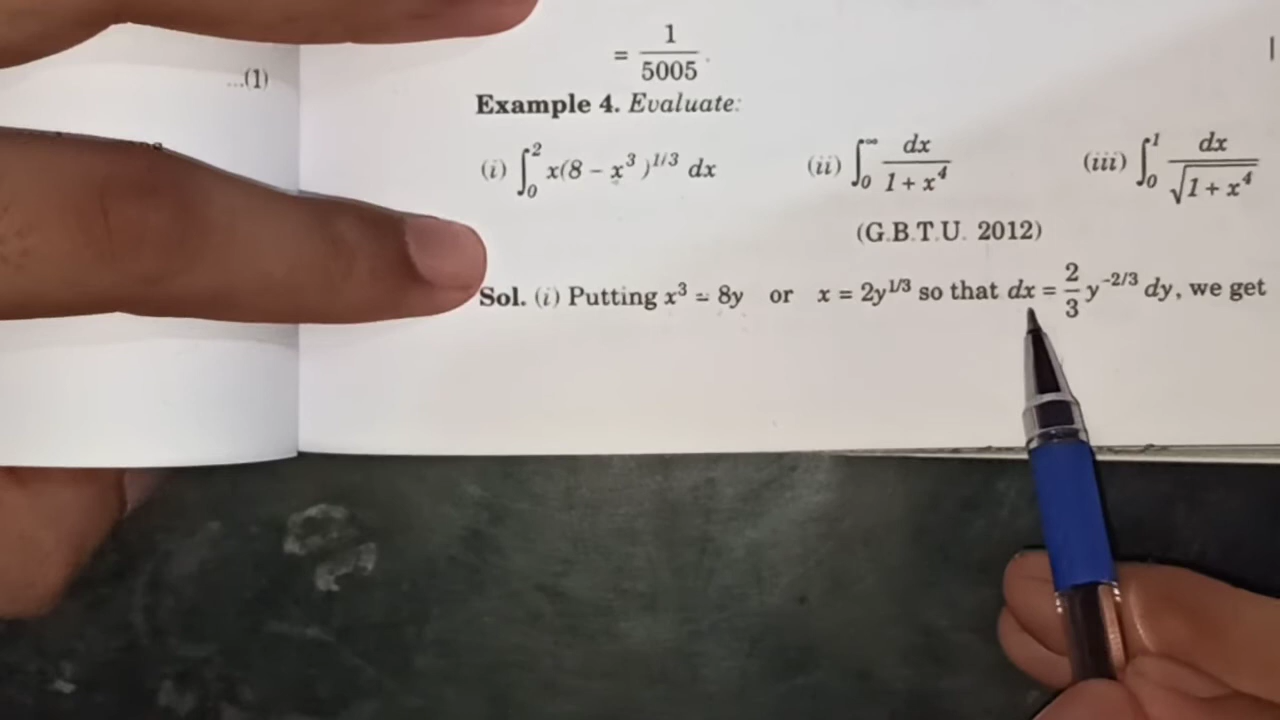 ...(1)
= 1/5005.
Example 4. Evaluate:
(i) ∫₀² x(8 – x³)^1/3 dx (ii) ∫₀^∞ dx/(1 + x⁴) (iii) ∫₀¹ dx/√(1 + x⁴)
(G.B.T.U. 2012)
Sol. (i) Putting x³ = 8y or x = 2y^1/3 so that dx = 2/3 y^–2/3 dy, we get